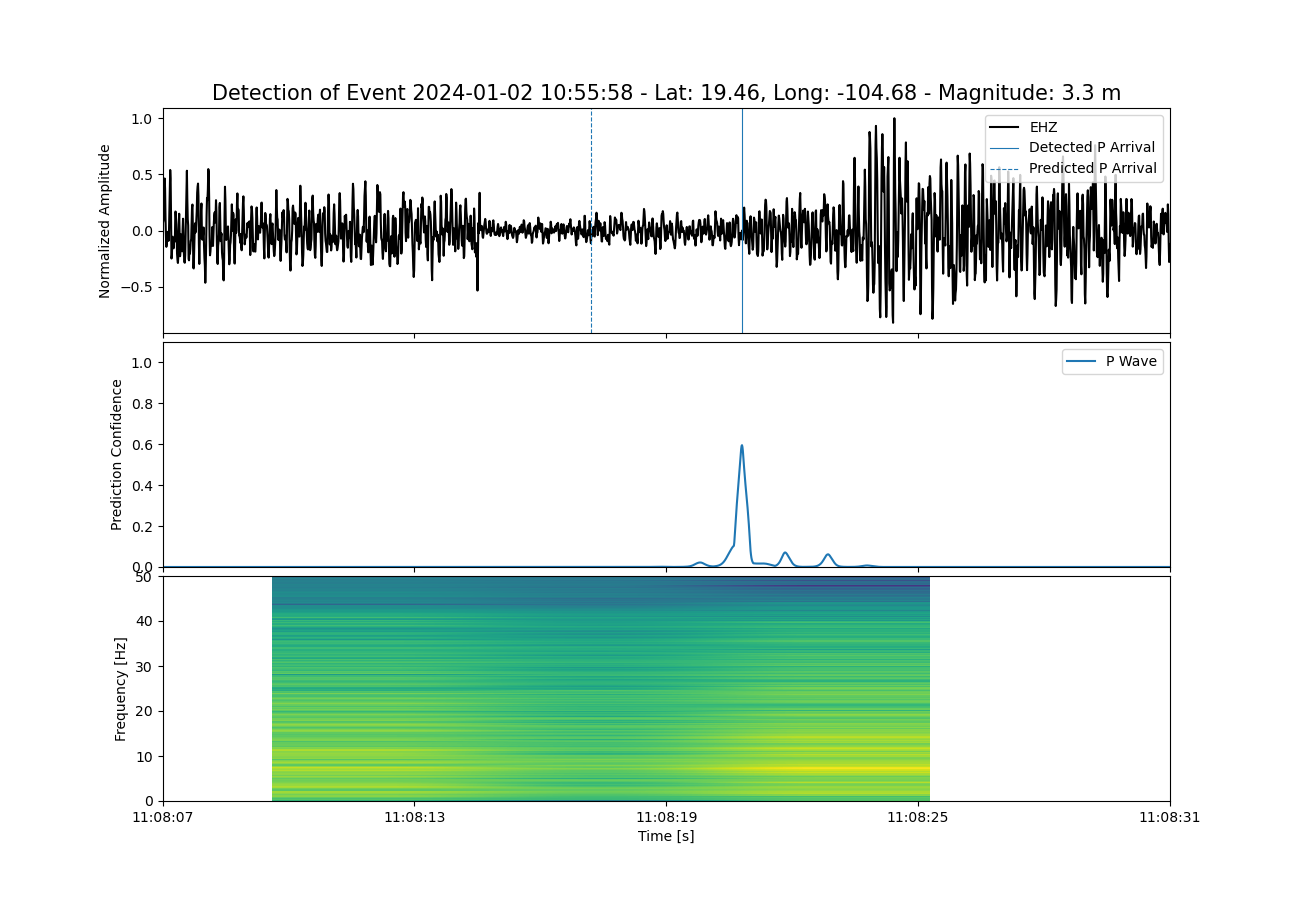 Detection of Event 2024-01-02 10:55:58 - Lat: 19.46, Long: -104.68 - Magnitude: 3.3 m
Normalized Amplitude
1.0
0.5
0.0
−0.5
EHZ
Detected P Arrival
Predicted P Arrival
Prediction Confidence
1.0
0.8
0.6
0.4
0.2
0.0
P Wave
Frequency [Hz]
50
40
30
20
10
0
11:08:07 11:08:13 11:08:19 11:08:25 11:08:31
Time [s]